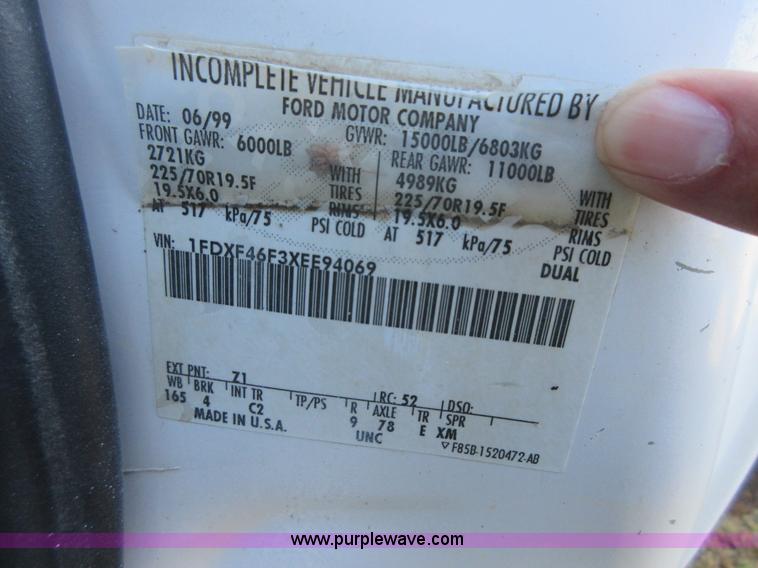 INCOMPLETE VEHICLE MANUFACTURED BY
FORD MOTOR COMPANY
DATE: 06/99 GVWR: 15000LB/6803KG
FRONT GAWR: 6000LB REAR GAWR: 11000LB
2721KG WITH 4989KG WITH
225/70R19.5F TIRES 225/70R19.5F TIRES
19.5X6.0 RIMS 19.5X6.0 RIMS
AT 517 kPa/75 PSI COLD AT 517 kPa/75 PSI COLD
DUAL
VIN: 1FDXF46F3XEE94069
EXT PNT: Z1 RC: 52 DSO:
WB BRK INT TR TP/PS R AXLE TR SPR
165 4 C2 9 78 E XM
MADE IN U.S.A. UNC
F85B-1520472-AB
www.purplewave.com